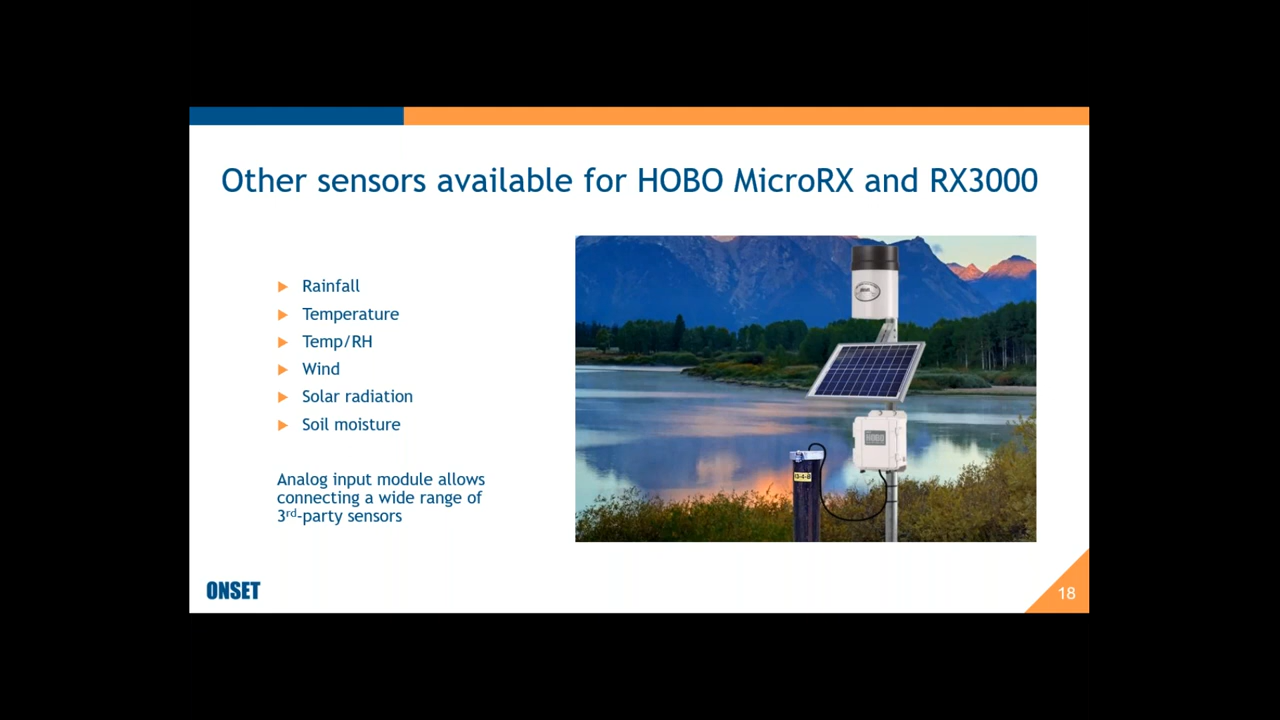 Other sensors available for HOBO MicroRX and RX3000
Rainfall
Temperature
Temp/RH
Wind
Solar radiation
Soil moisture
Analog input module allows
connecting a wide range of
3rd-party sensors
HOBO
ONSET
18